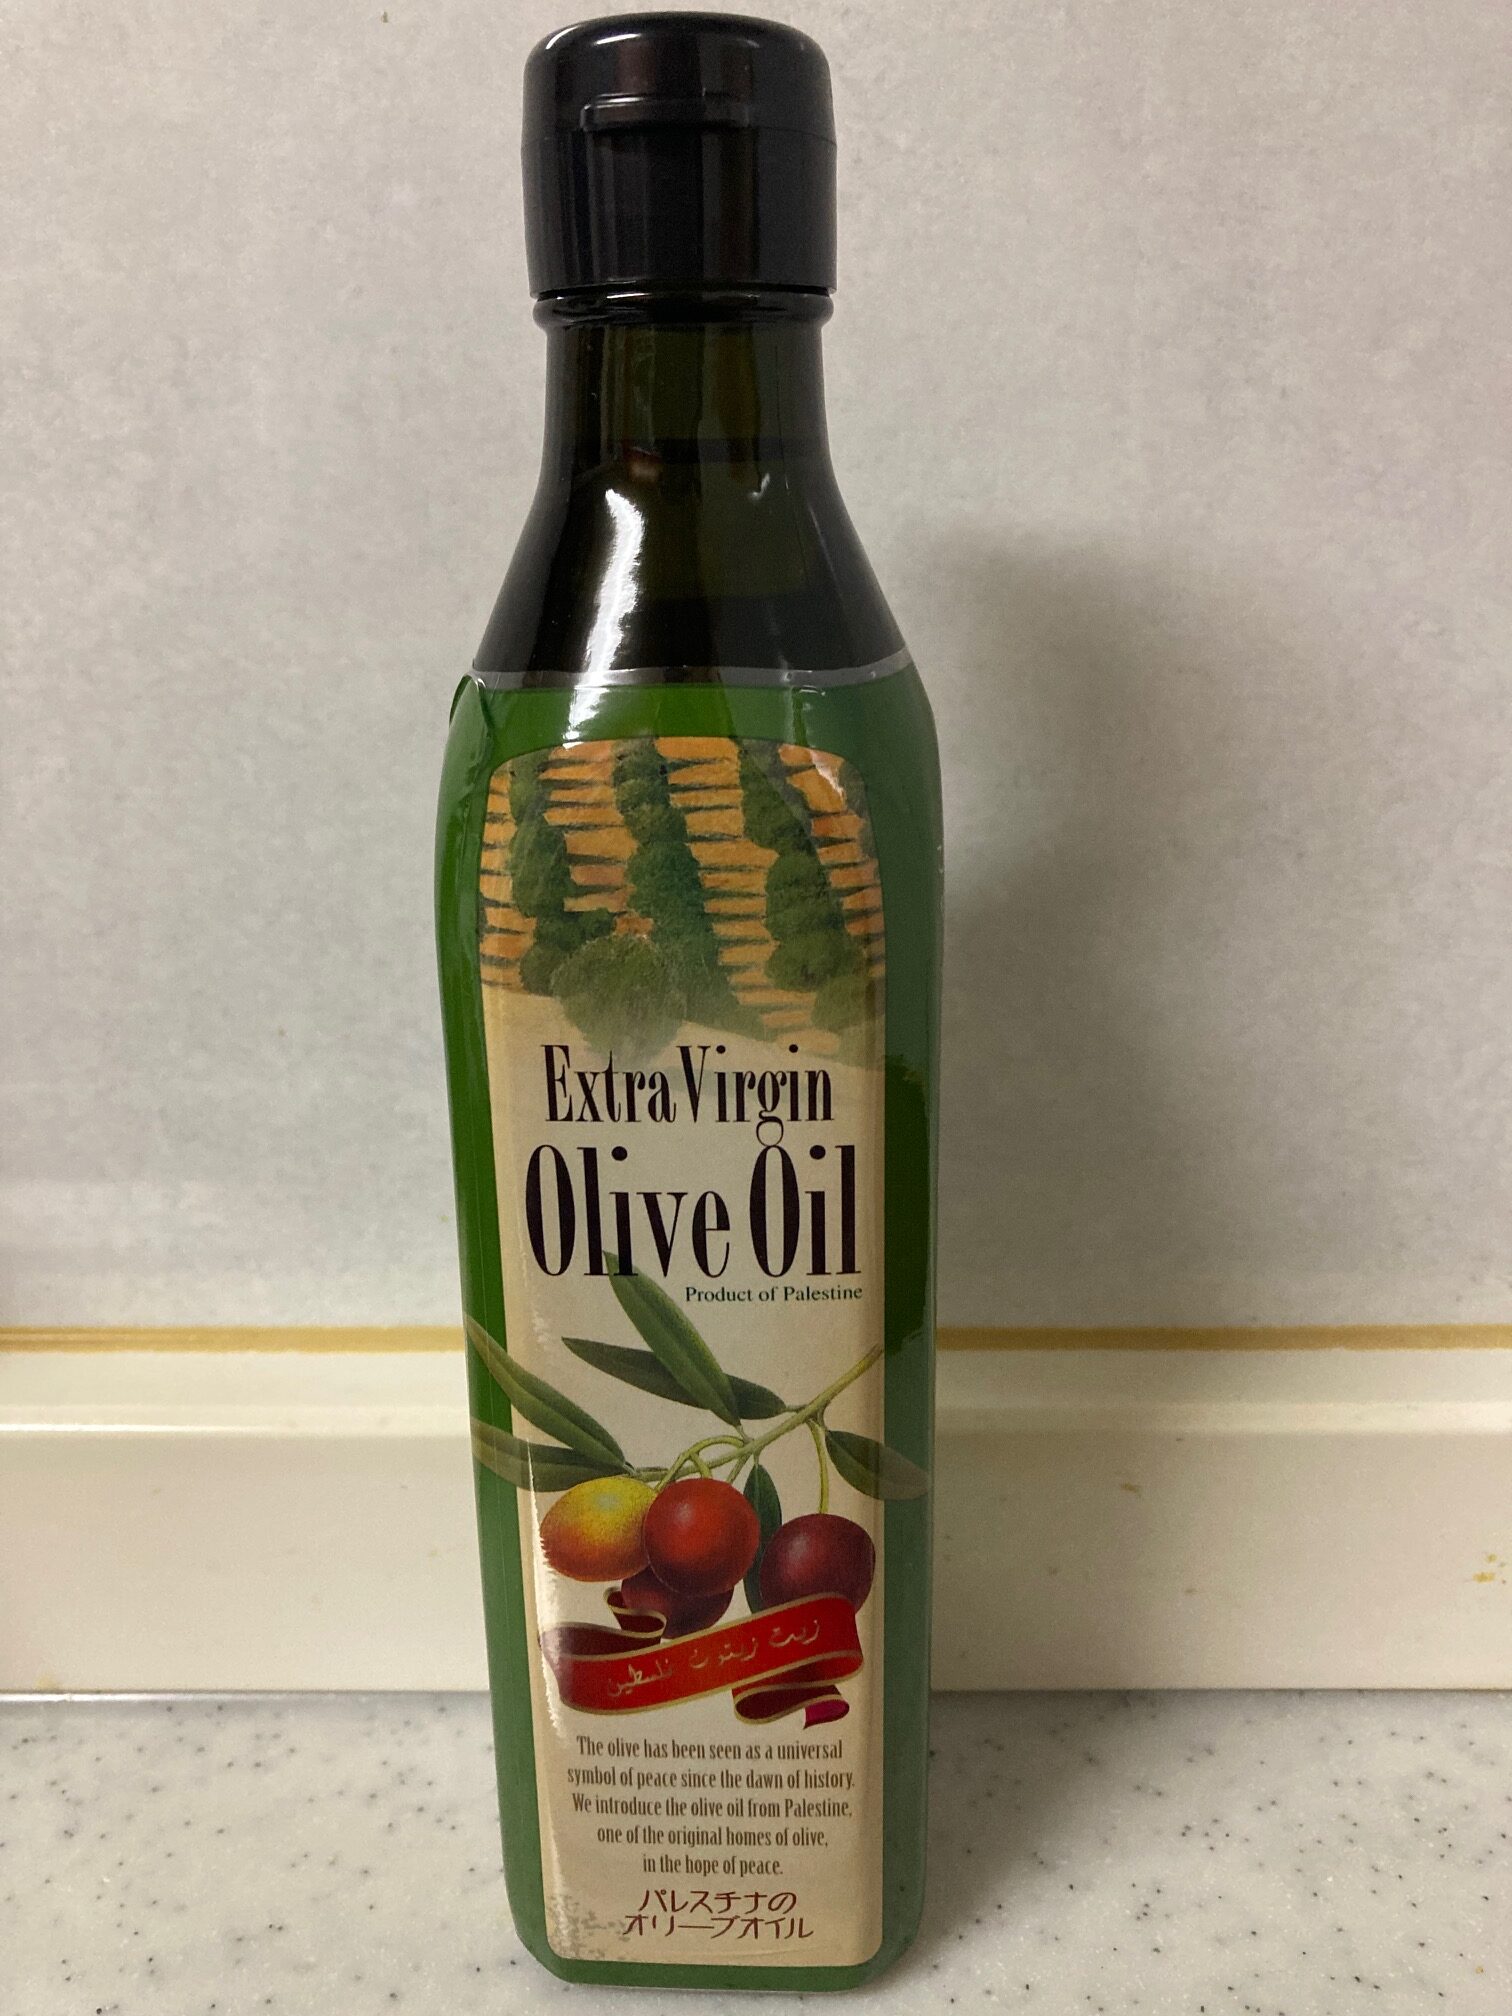 Extra Virgin
Olive Oil
Product of Palestine
زيت زيتون فلسطين
The olive has been seen as a universal
symbol of peace since the dawn of history.
We introduce the olive oil from Palestine,
one of the original homes of olive,
in the hope of peace.
パレスチナの
オリーブオイル